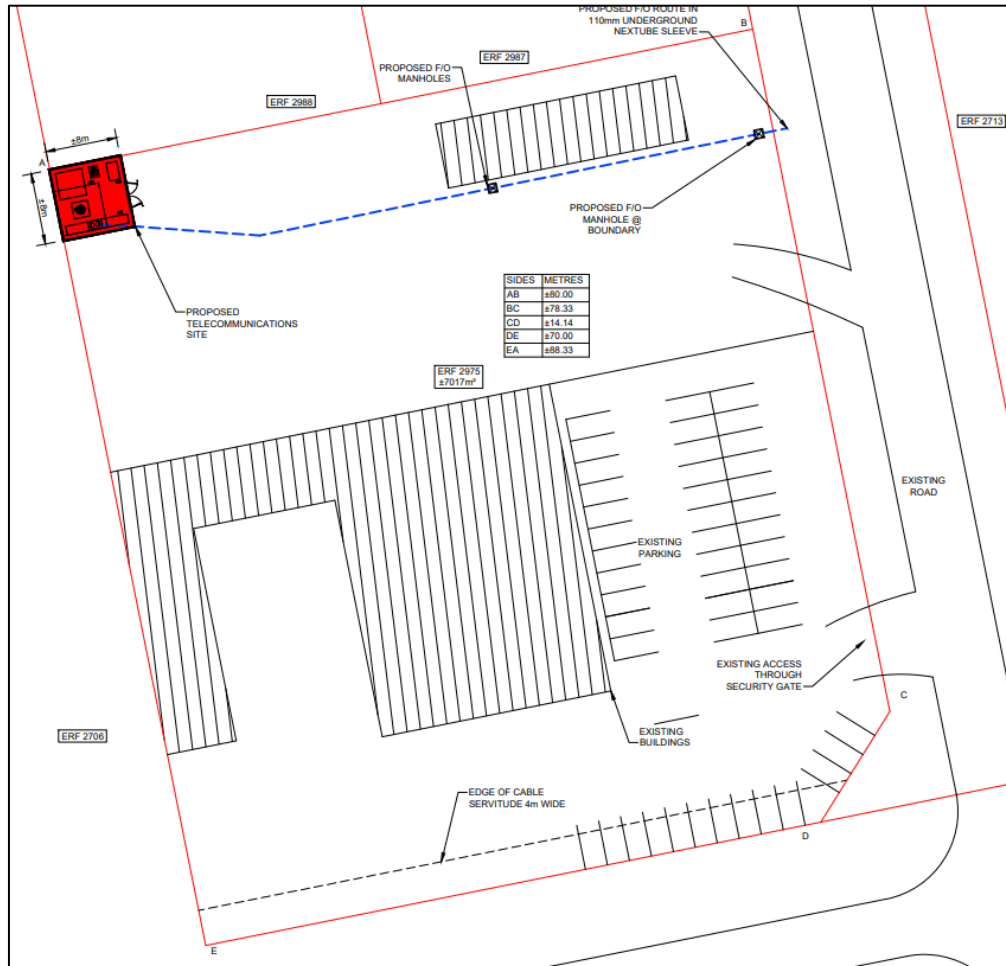 PROPOSED F/O ROUTE IN
110mm UNDERGROUND
NEXTUBE SLEEVE
B
ERF 2987
PROPOSED F/O
MANHOLES
ERF 2988
ERF 2713
±8m
A
±8m
PROPOSED F/O
MANHOLE @
BOUNDARY
PROPOSED
TELECOMMUNICATIONS
SITE
SIDES METRES
AB ±80.00
BC ±78.33
CD ±14.14
DE ±70.00
EA ±88.33
ERF 2975
±7017m²
EXISTING
ROAD
EXISTING
PARKING
EXISTING ACCESS
THROUGH
SECURITY GATE
C
ERF 2706
EXISTING
BUILDINGS
EDGE OF CABLE
SERVITUDE 4m WIDE
D
E